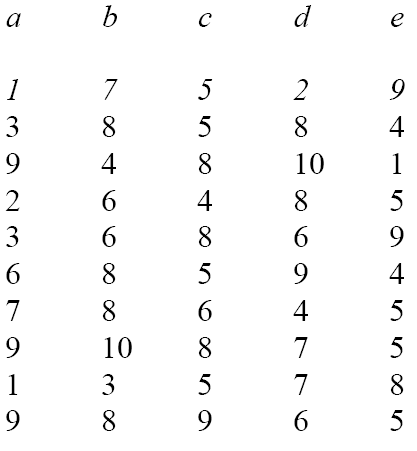 a b c d e
1 7 5 2 9
3 8 5 8 4
9 4 8 10 1
2 6 4 8 5
3 6 8 6 9
6 8 5 9 4
7 8 6 4 5
9 10 8 7 5
1 3 5 7 8
9 8 9 6 5